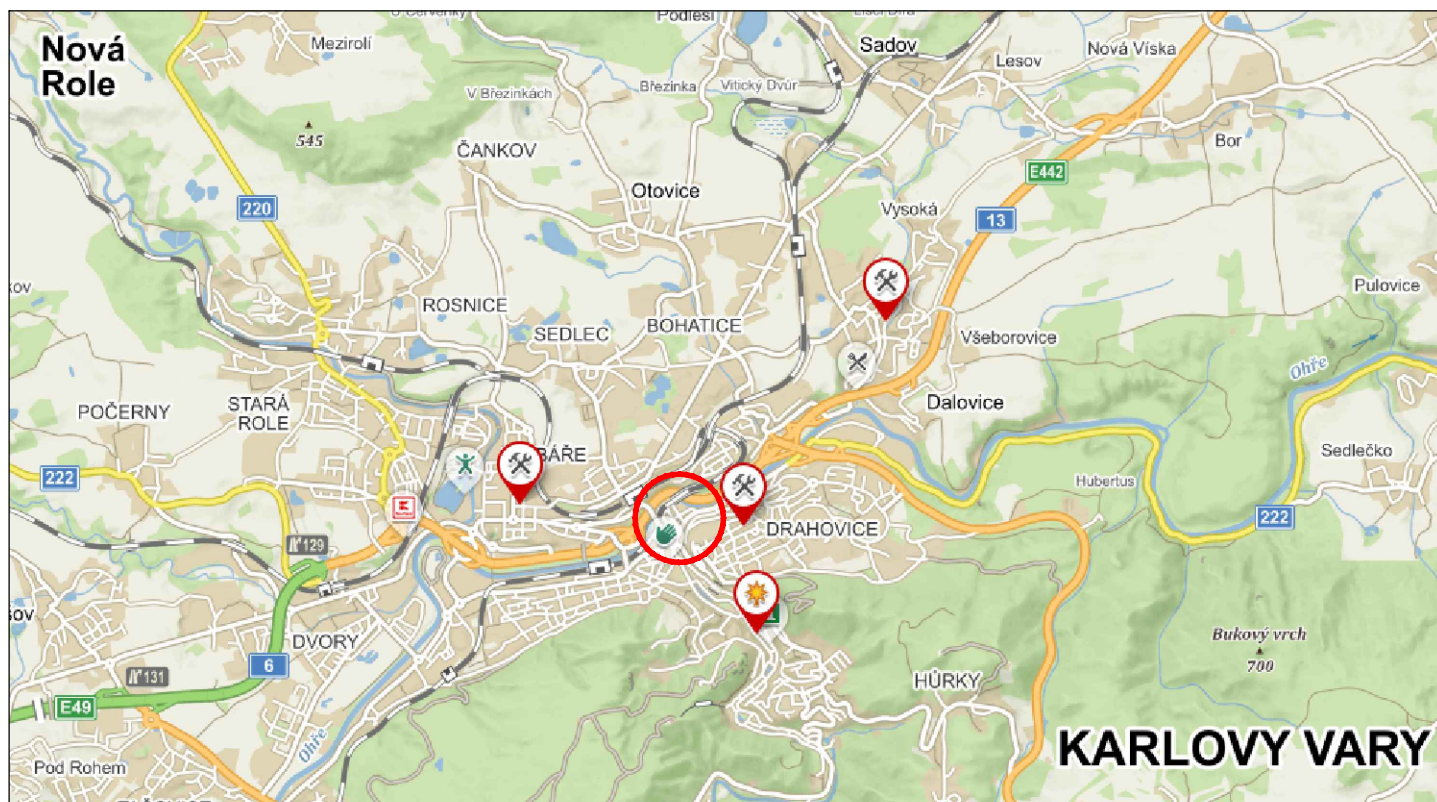 Podlesí
Nová
Role
Mezirolí
Sadov
Nová Víska
Lesov
V Březinkách
Březinka
Vitický Dvůr
545
Bor
ČANKOV
E442
Otovice
220
Vysoká
13
Pulovice
ROSNICE
BOHATICE
SEDLEC
Všeborovice
Ohře
POČERNY
STARÁ
ROLE
Dalovice
BÁŘE
Sedlečko
222
Hubertus
222
DRAHOVICE
129
DVORY
Bukový vrch
700
6
131
HŮRKY
E49
Ohře
KARLOVY VARY
Pod Rohem